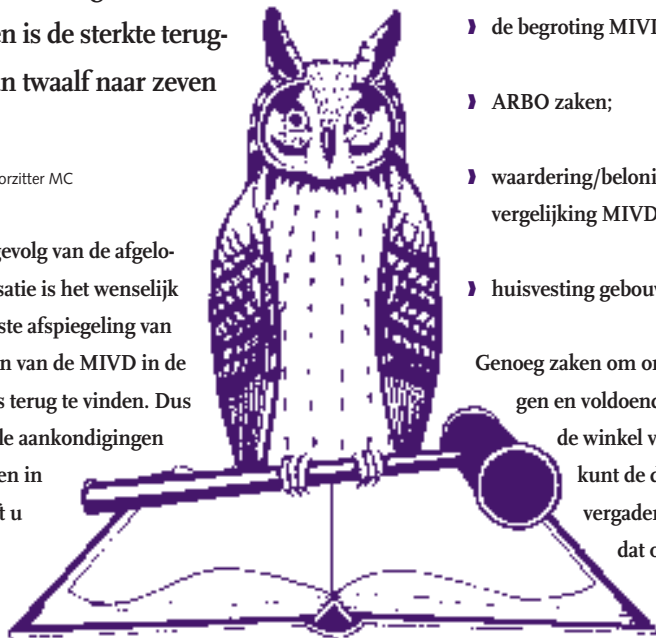 en is de sterkte terug-
n twaalf naar zeven
orzitter MC
gevolg van de afgelo-
satie is het wenselijk
ste afspiegeling van
n van de MIVD in de
s terug te vinden. Dus
de aankondigingen
en in
t u
de begroting MIVD
ARBO zaken;
waardering/beloni
vergelijking MIVD
huisvesting gebouw
Genoeg zaken om on
gen en voldoend
de winkel v
kunt de d
vergader
dat o